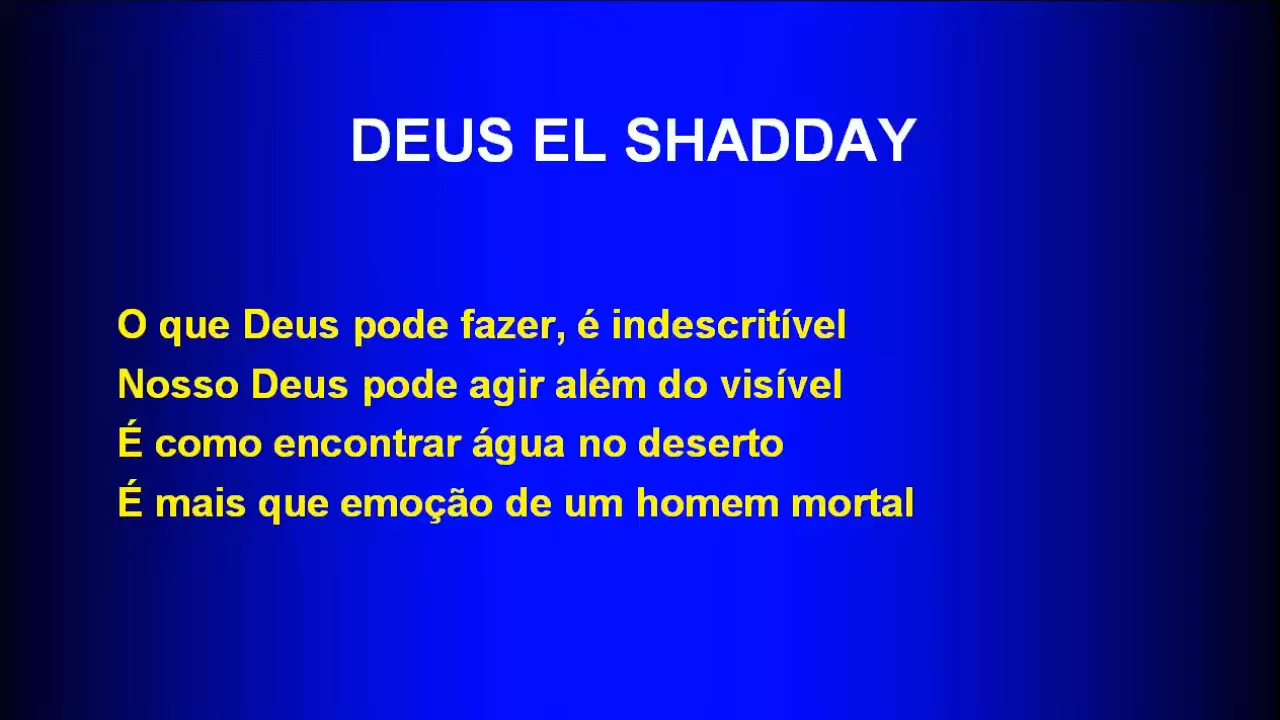 DEUS EL SHADDAY
O que Deus pode fazer, é indescritível
Nosso Deus pode agir além do visível
É como encontrar água no deserto
É mais que emoção de um homem mortal